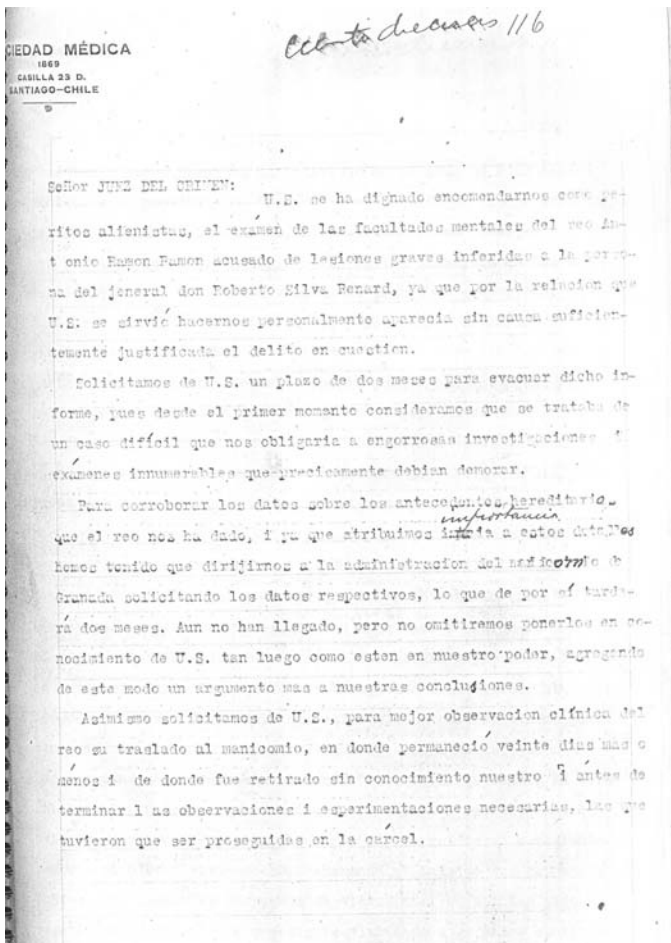 ciento dieciseis 116
CIEDAD MÉDICA
1869
CASILLA 23 D.
SANTIAGO-CHILE
Señor JUEZ DEL CRIMEN:
U.S. se ha dignado encomendarnos como pe-
ritos alienistas, el exámen de las facultades mentales del reo An-
t onio Ramon Ramon acusado de lesiones graves inferidas a la perso-
na del jeneral don Roberto Silva Renard, ya que por la relacion que
U.S: se sirvió hacernos personalmente aparecia sin causa suficien-
temente justificada el delito en cuestion.
Solicitamos de U.S. un plazo de dos meses para evacuar dicho in-
forme, pues desde el primer momento consideramos que se trataba de
un caso difícil que nos obligaria a engorrosas investigaciones i
exámenes innumerables que precicamente debian demorar.
Para corroborar los datos sobre los antecedentes hereditario
importancia
que el reo nos ha dado, i ya que atribuimos a estos detalles
hemos tenido que dirijirnos a la administracion del manicomio de
Granada solicitando los datos respectivos, lo que de por sí tarda-
rá dos meses. Aun no han llegado, pero no omitiremos ponerlos en co-
nocimiento de U.S. tan luego como esten en nuestro poder, agregando
de este modo un argumento mas a nuestras conclusiones.
Asimismo solicitamos de U.S., para mejor observacion clínica del
reo su traslado al manicomio, en donde permaneció veinte dias mas o
ménos i de donde fue retirado sin conocimiento nuestro i ántes de
terminar l as observaciones i esperimentaciones necesarias, las que
tuvieron que ser proseguidas en la cárcel.